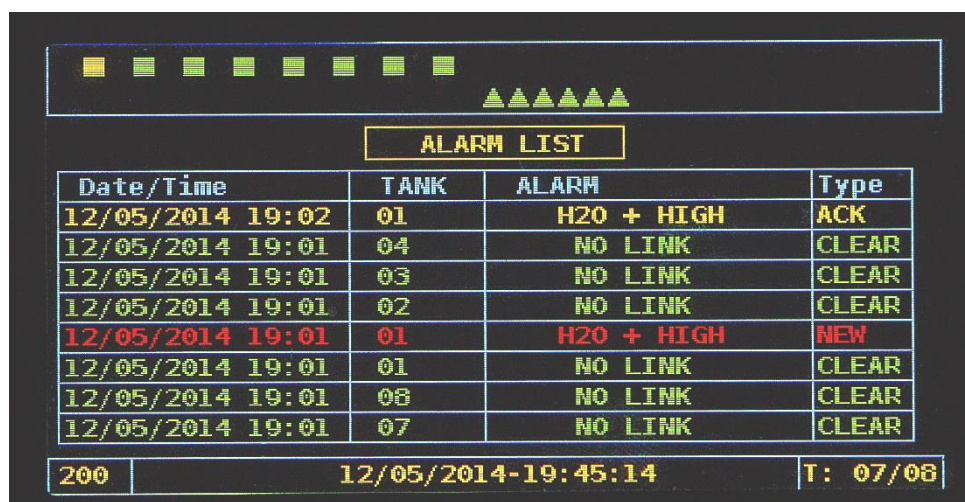 ALARM LIST
Date/Time TANK ALARM Type
12/05/2014 19:02 01 H2O + HIGH ACK
12/05/2014 19:01 04 NO LINK CLEAR
12/05/2014 19:01 03 NO LINK CLEAR
12/05/2014 19:01 02 NO LINK CLEAR
12/05/2014 19:01 01 H2O + HIGH NEW
12/05/2014 19:01 01 NO LINK CLEAR
12/05/2014 19:01 08 NO LINK CLEAR
12/05/2014 19:01 07 NO LINK CLEAR
200 12/05/2014-19:45:14 T: 07/08